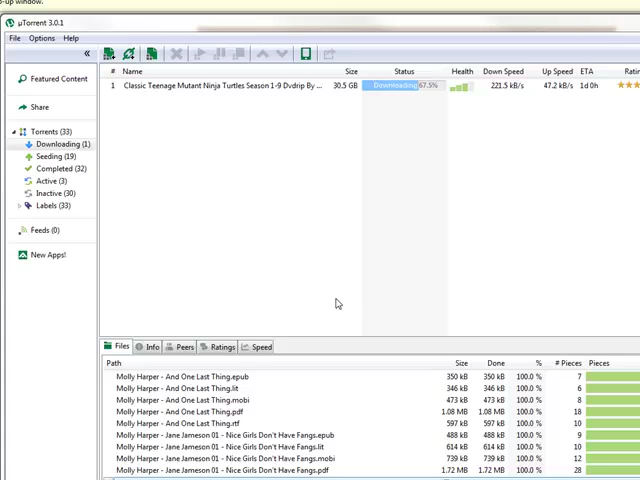 o-up window.
µTorrent 3.0.1
File Options Help
«
# Name Size Status Health Down Speed Up Speed ETA Ratin
1 Classic Teenage Mutant Ninja Turtles Season 1-9 Dvdrip By ... 30.5 GB Downloading 67.5% 221.5 kB/s 47.2 kB/s 1d 0h
Featured Content
Share
Torrents (33)
Downloading (1)
Seeding (19)
Completed (32)
Active (3)
Inactive (30)
Labels (33)
Feeds (0)
New Apps!
Files Info Peers Ratings Speed
Path Size Done % # Pieces Pieces
Molly Harper - And One Last Thing.epub 350 kB 350 kB 100.0 % 7
Molly Harper - And One Last Thing.lit 346 kB 346 kB 100.0 % 6
Molly Harper - And One Last Thing.mobi 473 kB 473 kB 100.0 % 8
Molly Harper - And One Last Thing.pdf 1.08 MB 1.08 MB 100.0 % 18
Molly Harper - And One Last Thing.rtf 597 kB 597 kB 100.0 % 10
Molly Harper - Jane Jameson 01 - Nice Girls Don't Have Fangs.epub 488 kB 488 kB 100.0 % 9
Molly Harper - Jane Jameson 01 - Nice Girls Don't Have Fangs.lit 614 kB 614 kB 100.0 % 10
Molly Harper - Jane Jameson 01 - Nice Girls Don't Have Fangs.mobi 739 kB 739 kB 100.0 % 12
Molly Harper - Jane Jameson 01 - Nice Girls Don't Have Fangs.pdf 1.72 MB 1.72 MB 100.0 % 28